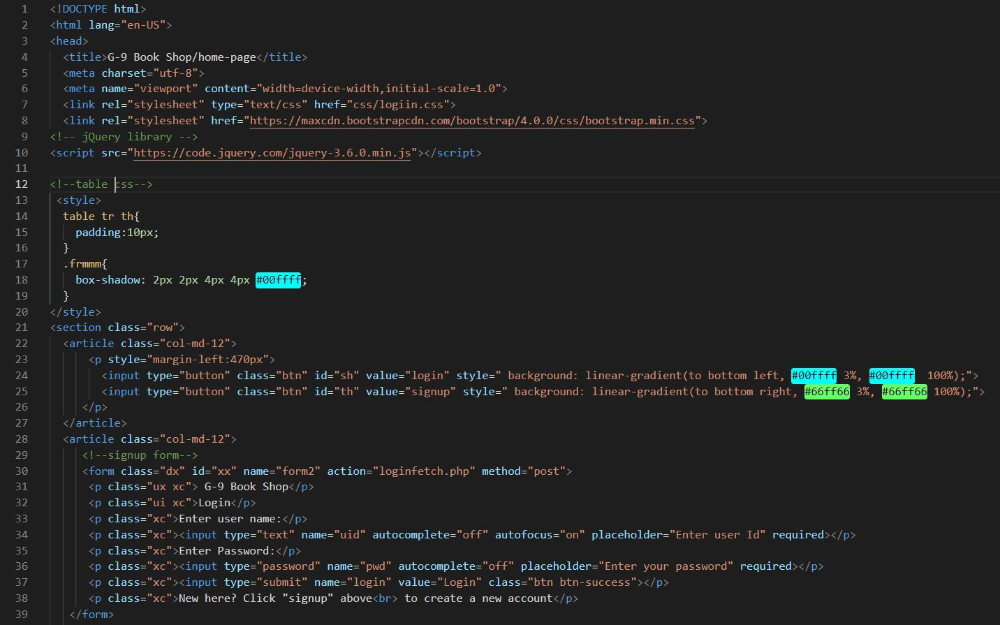 1 <!DOCTYPE html>
2 <html lang="en-US">
3 <head>
4 <title>G-9 Book Shop/home-page</title>
5 <meta charset="utf-8">
6 <meta name="viewport" content="width=device-width,initial-scale=1.0">
7 <link rel="stylesheet" type="text/css" href="css/logiin.css">
8 <link rel="stylesheet" href="https://maxcdn.bootstrapcdn.com/bootstrap/4.0.0/css/bootstrap.min.css">
9 <!-- jQuery library -->
10 <script src="https://code.jquery.com/jquery-3.6.0.min.js"></script>
11
12 <!--table css-->
13 <style>
14 table tr th{
15 padding:10px;
16 }
17 .frmmm{
18 box-shadow: 2px 2px 4px 4px #00ffff;
19 }
20 </style>
21 <section class="row">
22 <article class="col-md-12">
23 <p style="margin-left:470px">
24 <input type="button" class="btn" id="sh" value="login" style=" background: linear-gradient(to bottom left, #00ffff 3%, #00ffff  100%);">
25 <input type="button" class="btn" id="th" value="signup" style=" background: linear-gradient(to bottom right, #66ff66 3%, #66ff66 100%);">
26 </p>
27 </article>
28 <article class="col-md-12">
29 <!--signup form-->
30 <form class="dx" id="xx" name="form2" action="loginfetch.php" method="post">
31 <p class="ux xc"> G-9 Book Shop</p>
32 <p class="ui xc">Login</p>
33 <p class="xc">Enter user name:</p>
34 <p class="xc"><input type="text" name="uid" autocomplete="off" autofocus="on" placeholder="Enter user Id" required></p>
35 <p class="xc">Enter Password:</p>
36 <p class="xc"><input type="password" name="pwd" autocomplete="off" placeholder="Enter your password" required></p>
37 <p class="xc"><input type="submit" name="login" value="Login" class="btn btn-success"></p>
38 <p class="xc">New here? Click "signup" above<br> to create a new account</p>
39 </form>